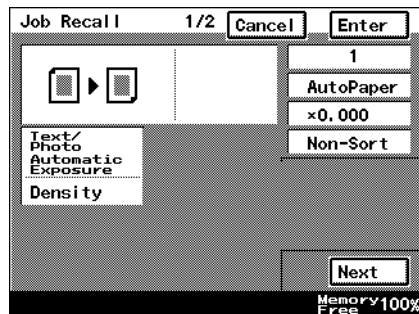 Job Recall 1/2 Cancel Enter
1
AutoPaper
×0.000
Non-Sort
Text/
Photo
Automatic
Exposure
Density
Next
Memory
Free 100%